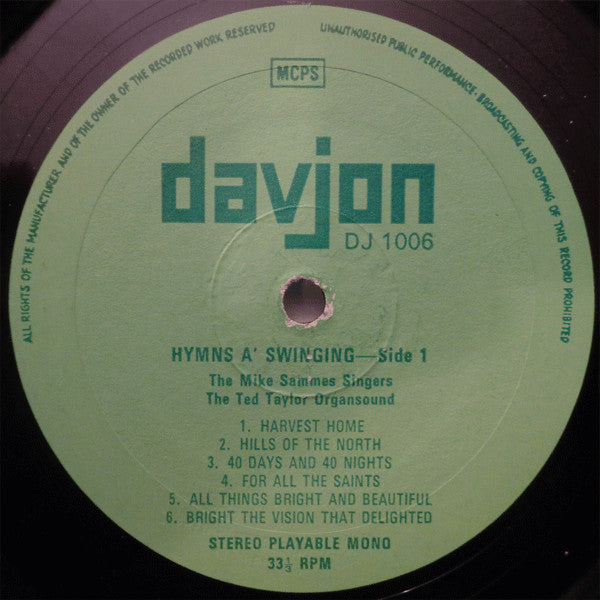 ALL RIGHTS OF THE MANUFACTURER AND OF THE OWNER OF THE RECORDED WORK RESERVED
UNAUTHORISED PUBLIC PERFORMANCE, BROADCASTING AND COPYING OF THIS RECORD PROHIBITED
MCPS
davjon
DJ 1006
HYMNS A' SWINGING—Side 1
The Mike Sammes Singers
The Ted Taylor Organsound
1. HARVEST HOME
2. HILLS OF THE NORTH
3. 40 DAYS AND 40 NIGHTS
4. FOR ALL THE SAINTS
5. ALL THINGS BRIGHT AND BEAUTIFUL
6. BRIGHT THE VISION THAT DELIGHTED
STEREO PLAYABLE MONO
33⅓ RPM